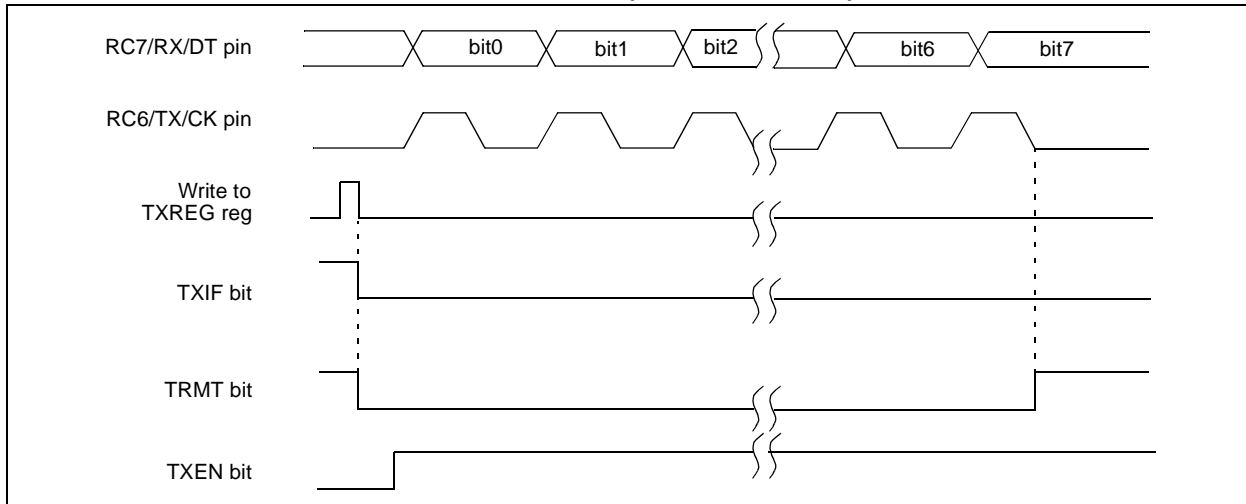 RC7/RX/DT pin
bit0
bit1
bit2
bit6
bit7
RC6/TX/CK pin
Write to
TXREG reg
TXIF bit
TRMT bit
TXEN bit